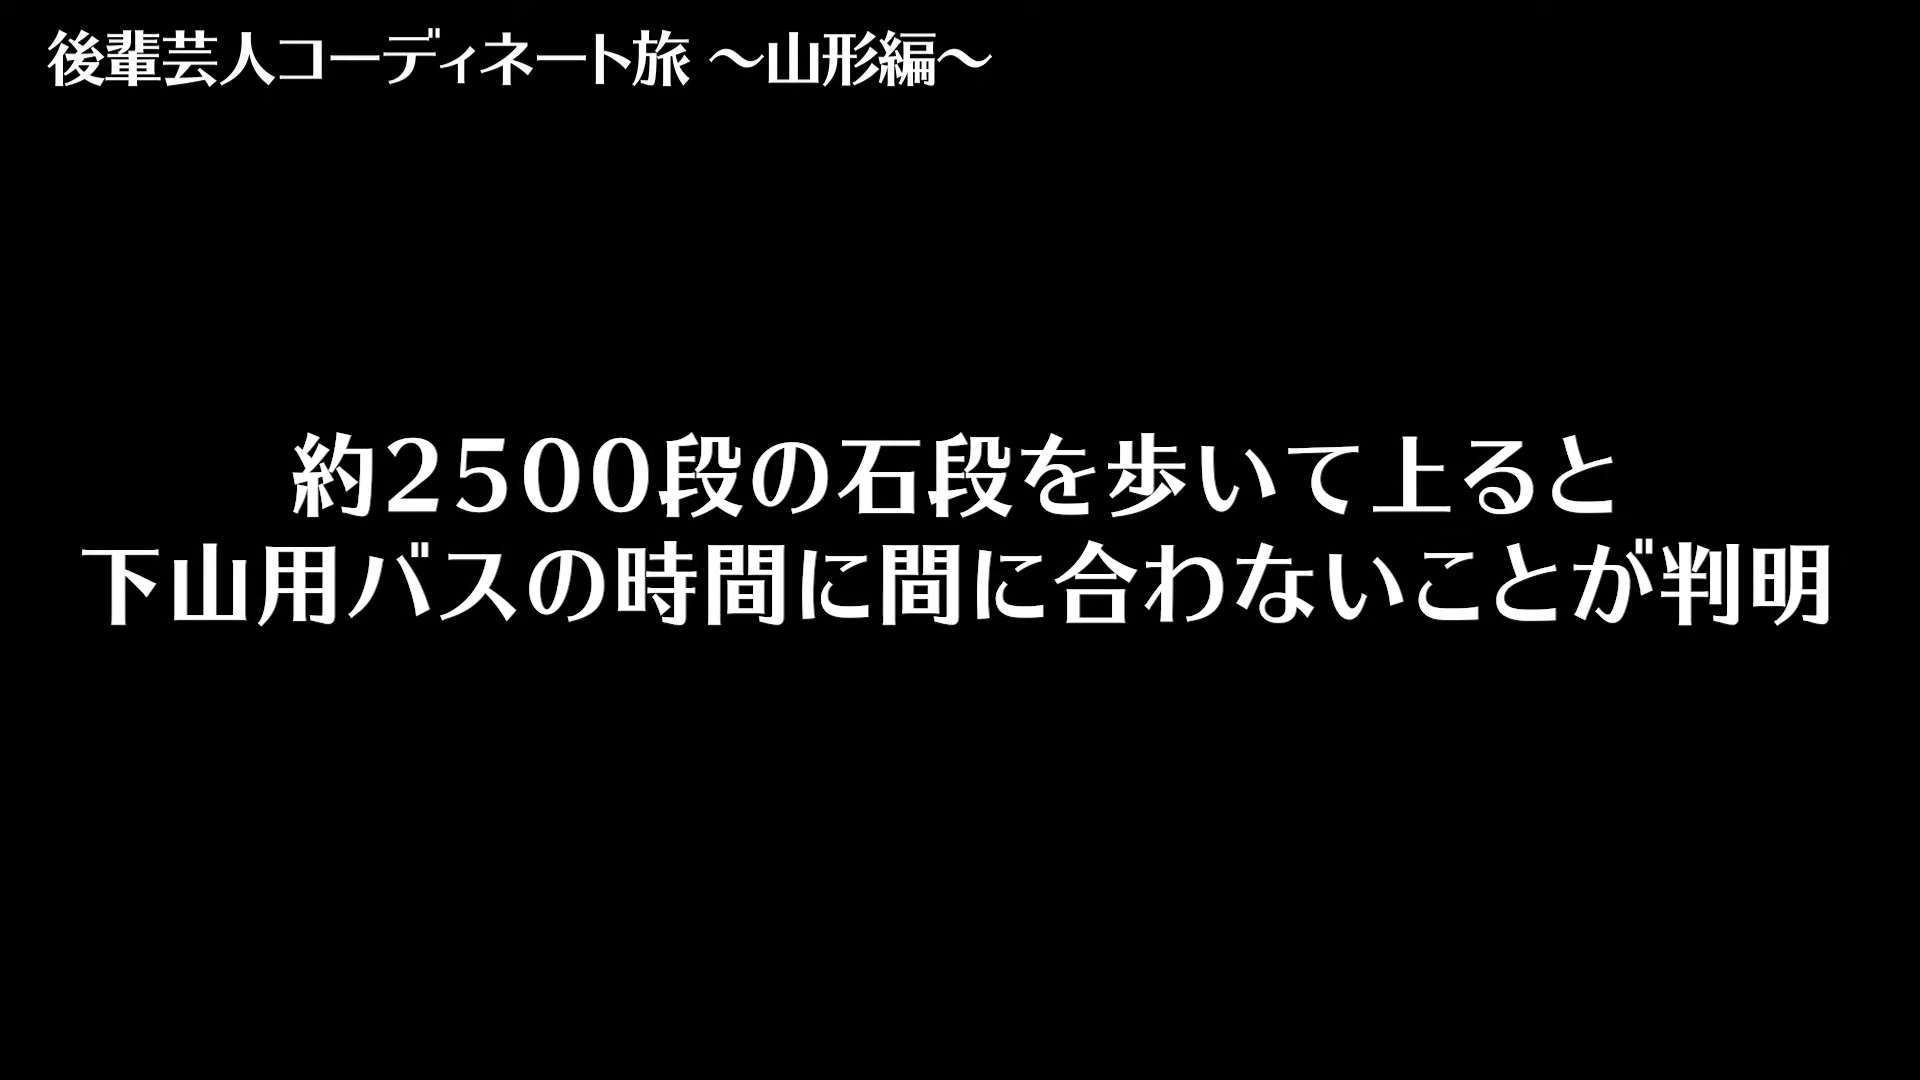 後輩芸人コーディネート旅 〜山形編〜
約2500段の石段を歩いて上ると
下山用バスの時間に間に合わないことが判明